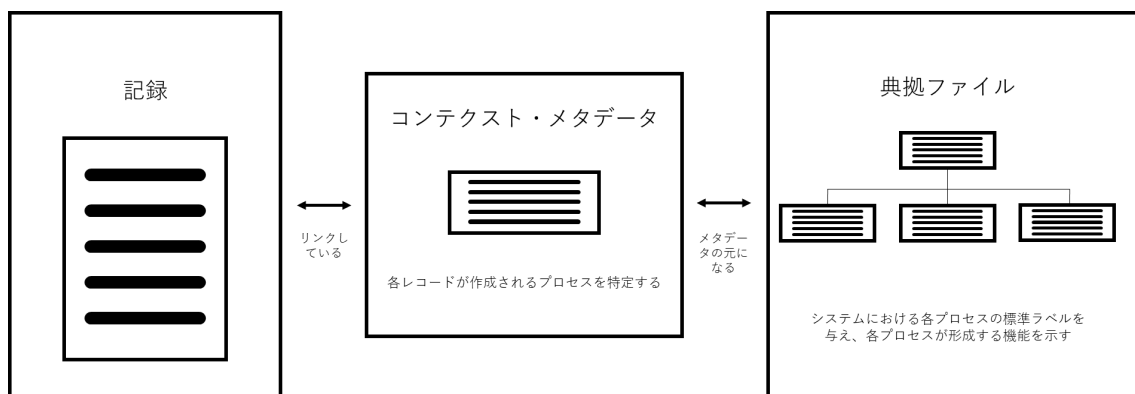 記録
コンテクスト・メタデータ
典拠ファイル
リンクし
ている
メタデー
タの元に
なる
各レコードが作成されるプロセスを特定する
システムにおける各プロセスの標準ラベルを
与え、各プロセスが形成する機能を示す